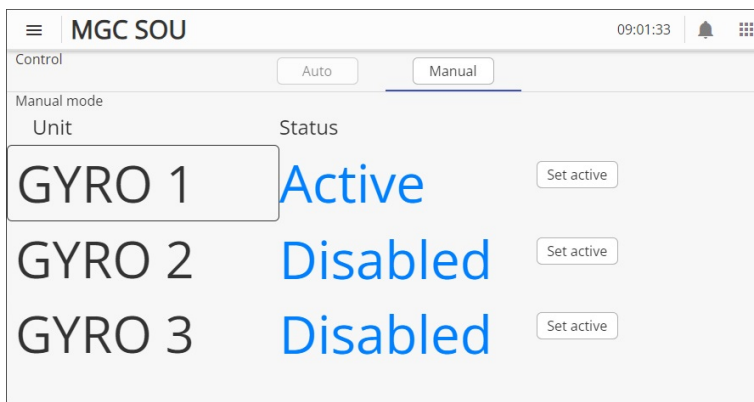 MGC SOU 09:01:33
Control
Auto Manual
Manual mode
Unit Status
GYRO 1 Active Set active
GYRO 2 Disabled Set active
GYRO 3 Disabled Set active